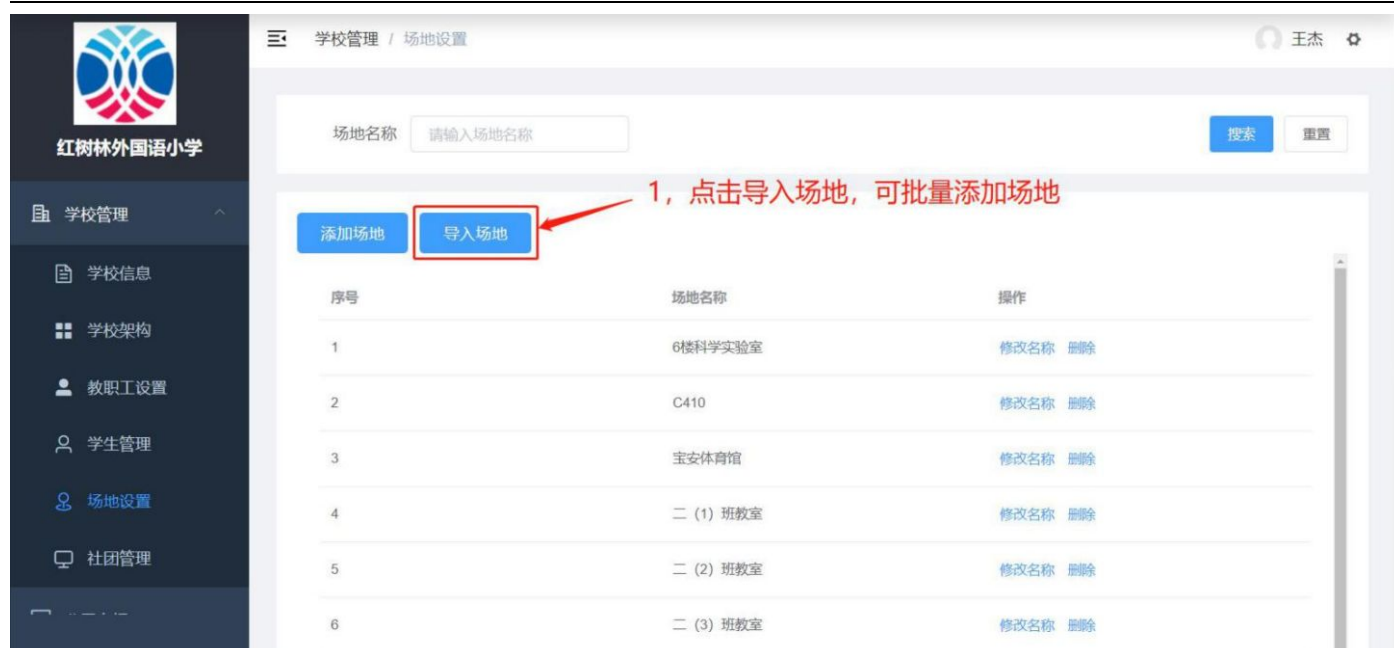 学校管理 / 场地设置
王杰
红树林外国语小学
场地名称
请输入场地名称
搜索
重置
1，点击导入场地，可批量添加场地
学校管理
添加场地
导入场地
学校信息
序号
场地名称
操作
学校架构
1
6楼科学实验室
修改名称 删除
教职工设置
2
C410
修改名称 删除
学生管理
3
宝安体育馆
修改名称 删除
场地设置
4
二（1）班教室
修改名称 删除
社团管理
5
二（2）班教室
修改名称 删除
6
二（3）班教室
修改名称 删除